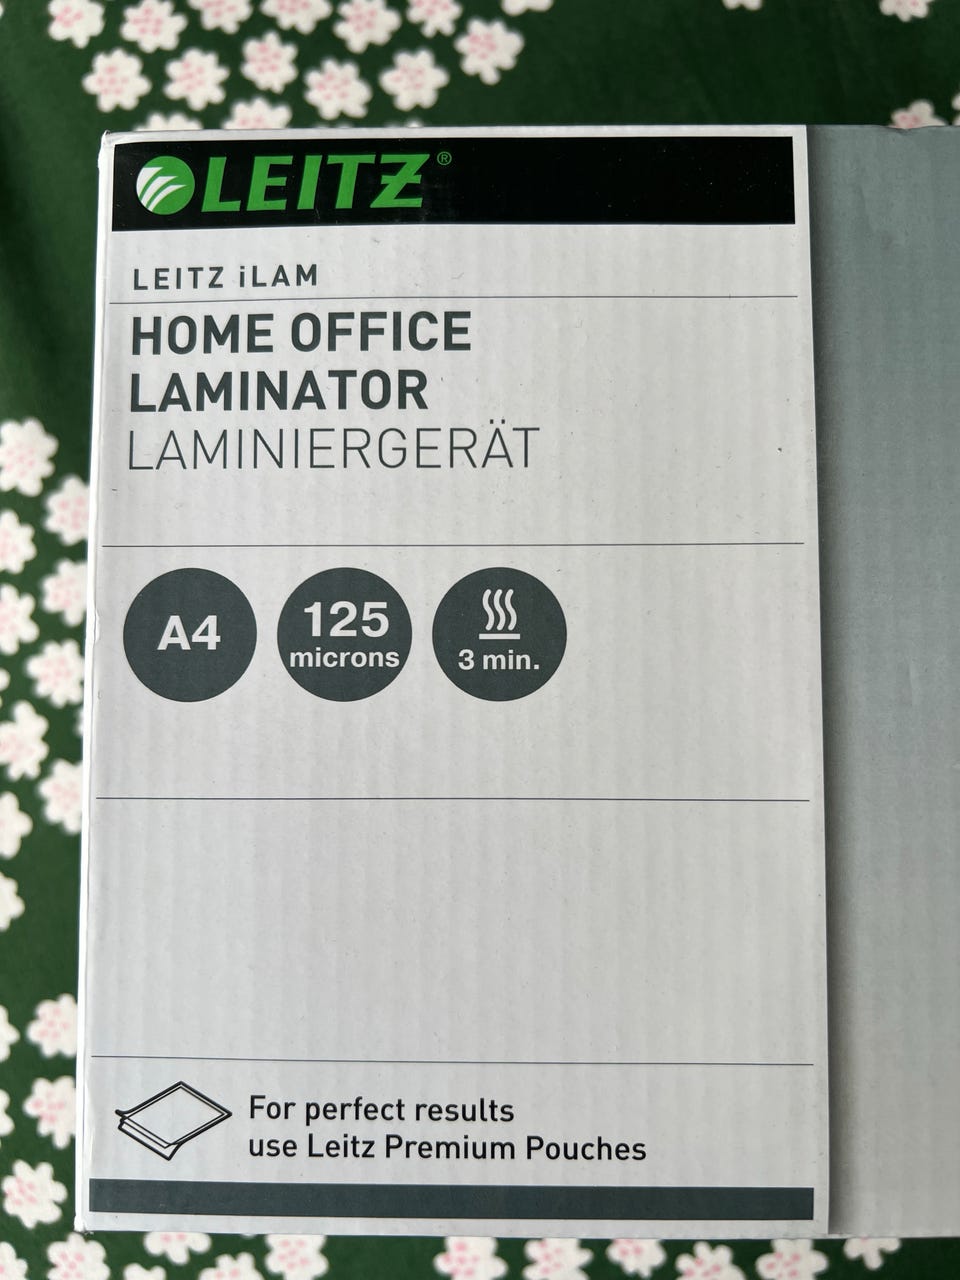 LEITZ®
LEITZ iLAM
HOME OFFICE
LAMINATOR
LAMINIERGERÄT
A4
125
microns
3 min.
For perfect results
use Leitz Premium Pouches